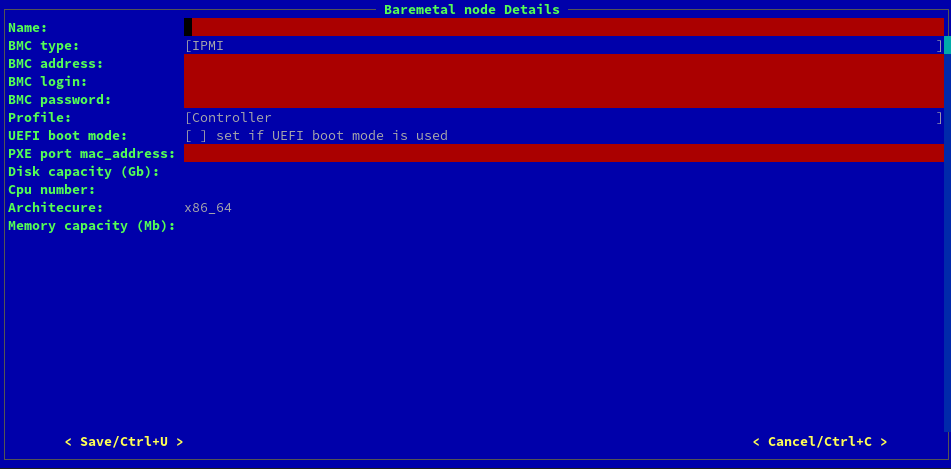 Baremetal node Details
Name:
BMC type: [IPMI ]
BMC address:
BMC login:
BMC password:
Profile: [Controller ]
UEFI boot mode: [ ] set if UEFI boot mode is used
PXE port mac_address:
Disk capacity (Gb):
Cpu number:
Architecure: x86_64
Memory capacity (Mb):
< Save/Ctrl+U > < Cancel/Ctrl+C >